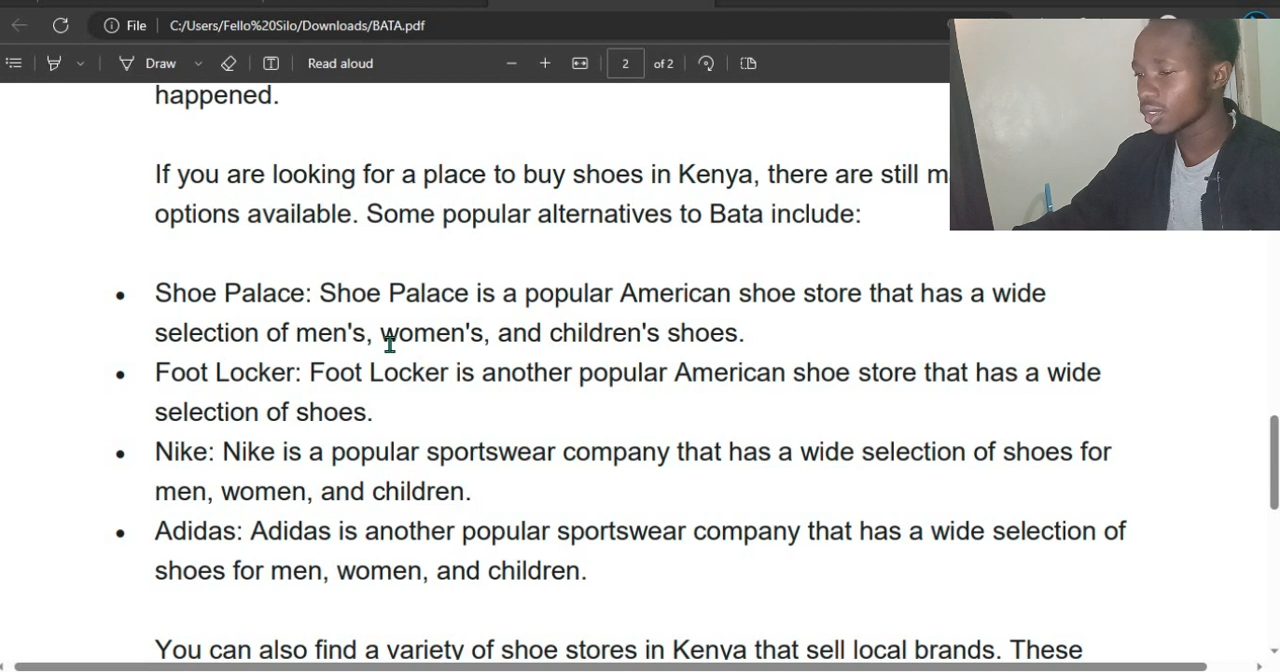 File C:/Users/Fello%20Silo/Downloads/BATA.pdf
Draw Read aloud 2 of 2
happened.
If you are looking for a place to buy shoes in Kenya, there are still
options available. Some popular alternatives to Bata include:
• Shoe Palace: Shoe Palace is a popular American shoe store that has a wide
selection of men's, women's, and children's shoes.
• Foot Locker: Foot Locker is another popular American shoe store that has a wide
selection of shoes.
• Nike: Nike is a popular sportswear company that has a wide selection of shoes for
men, women, and children.
• Adidas: Adidas is another popular sportswear company that has a wide selection of
shoes for men, women, and children.
You can also find a variety of shoe stores in Kenya that sell local brands. These